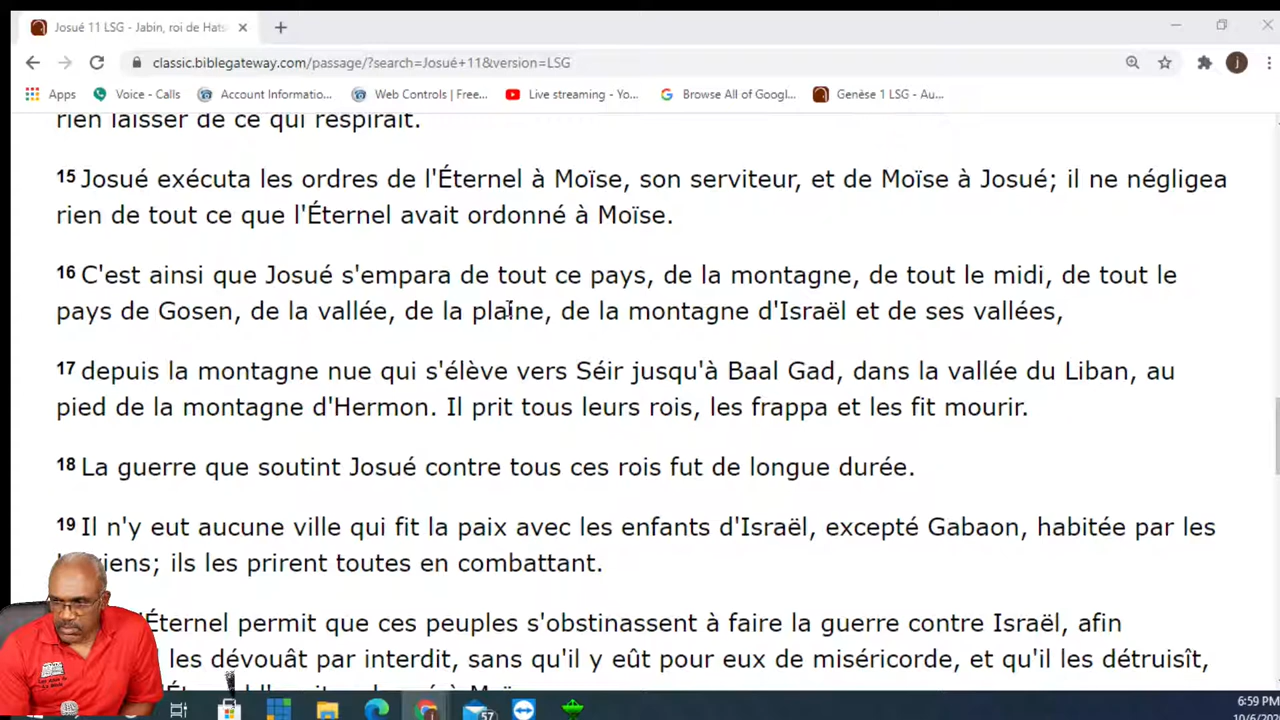 Josué 11 LSG - Jabin, roi de Hats
classic.biblegateway.com/passage/?search=Josué+11&version=LSG
j
Apps
Voice - Calls
Account Informatio...
Web Controls | Free...
Live streaming - Yo...
Browse All of Googl...
Genèse 1 LSG - Au...
rien laisser de ce qui respirait.
15 Josué exécuta les ordres de l'Éternel à Moïse, son serviteur, et de Moïse à Josué; il ne négligea
rien de tout ce que l'Éternel avait ordonné à Moïse.
16 C'est ainsi que Josué s'empara de tout ce pays, de la montagne, de tout le midi, de tout le
pays de Gosen, de la vallée, de la plaine, de la montagne d'Israël et de ses vallées,
17 depuis la montagne nue qui s'élève vers Séir jusqu'à Baal Gad, dans la vallée du Liban, au
pied de la montagne d'Hermon. Il prit tous leurs rois, les frappa et les fit mourir.
18 La guerre que soutint Josué contre tous ces rois fut de longue durée.
19 Il n'y eut aucune ville qui fit la paix avec les enfants d'Israël, excepté Gabaon, habitée par les
iens; ils les prirent toutes en combattant.
l'Éternel permit que ces peuples s'obstinassent à faire la guerre contre Israël, afin
les dévouât par interdit, sans qu'il y eût pour eux de miséricorde, et qu'il les détruisît,
57
6:59 PM
10/6/202